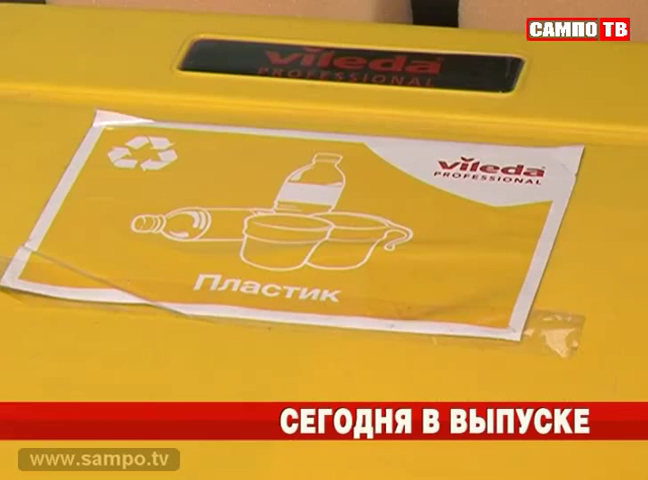 САМПО ТВ
vileda
PROFESSIONAL
vileda
PROFESSIONAL
Пластик
СЕГОДНЯ В ВЫПУСКЕ
www.sampo.tv